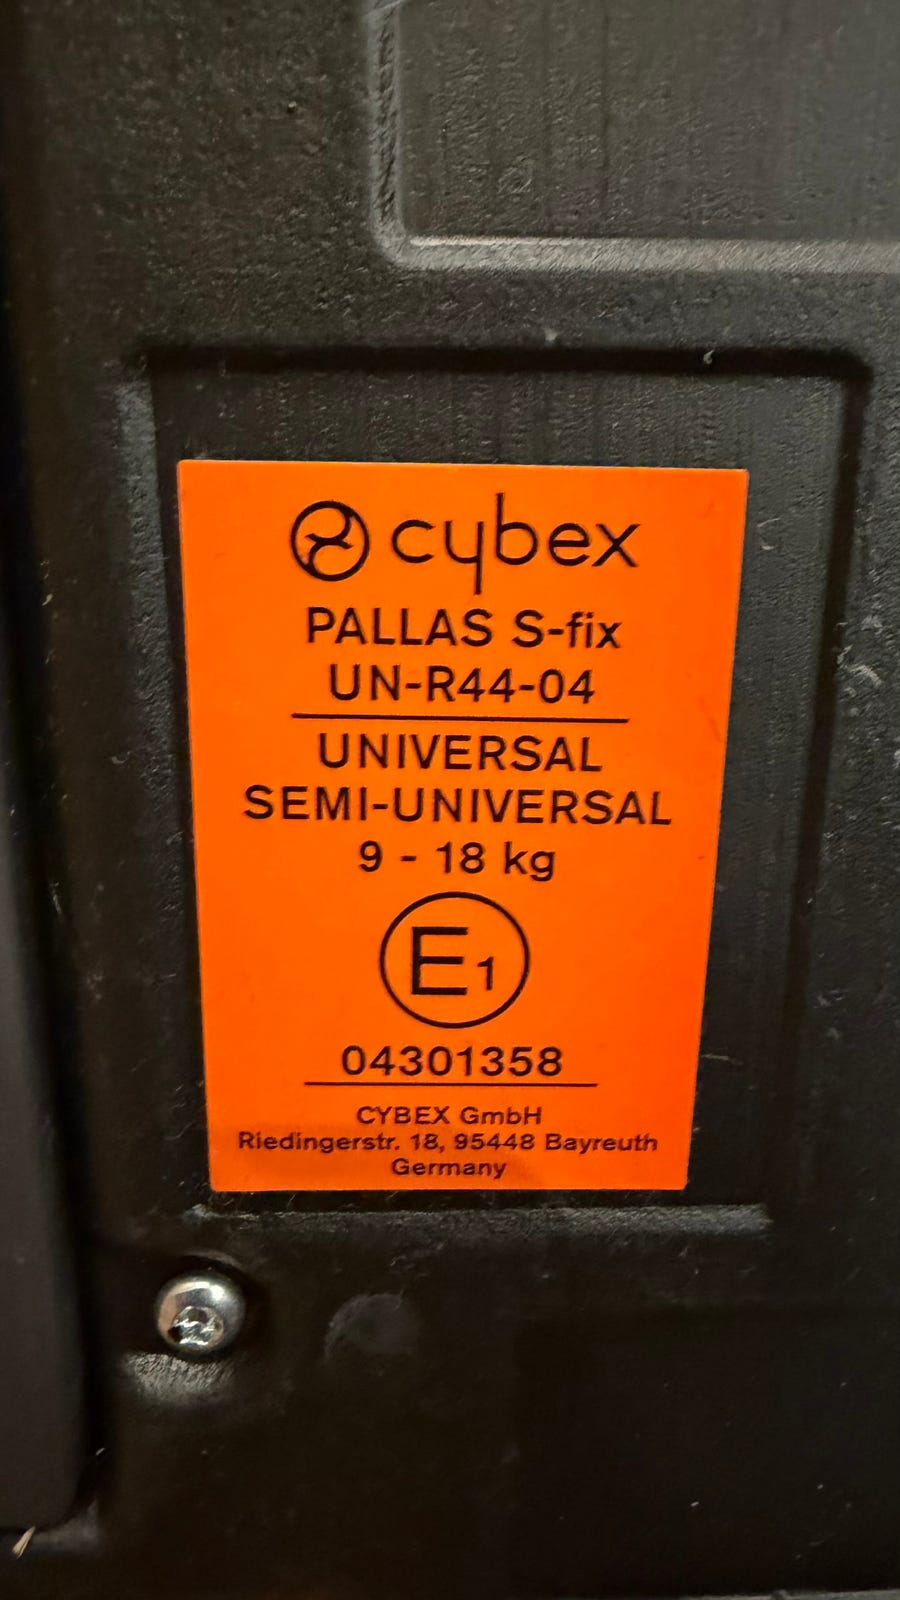 cybex
PALLAS S-fix
UN-R44-04
UNIVERSAL
SEMI-UNIVERSAL
9 - 18 kg
E1
04301358
CYBEX GmbH
Riedingerstr. 18, 95448 Bayreuth
Germany